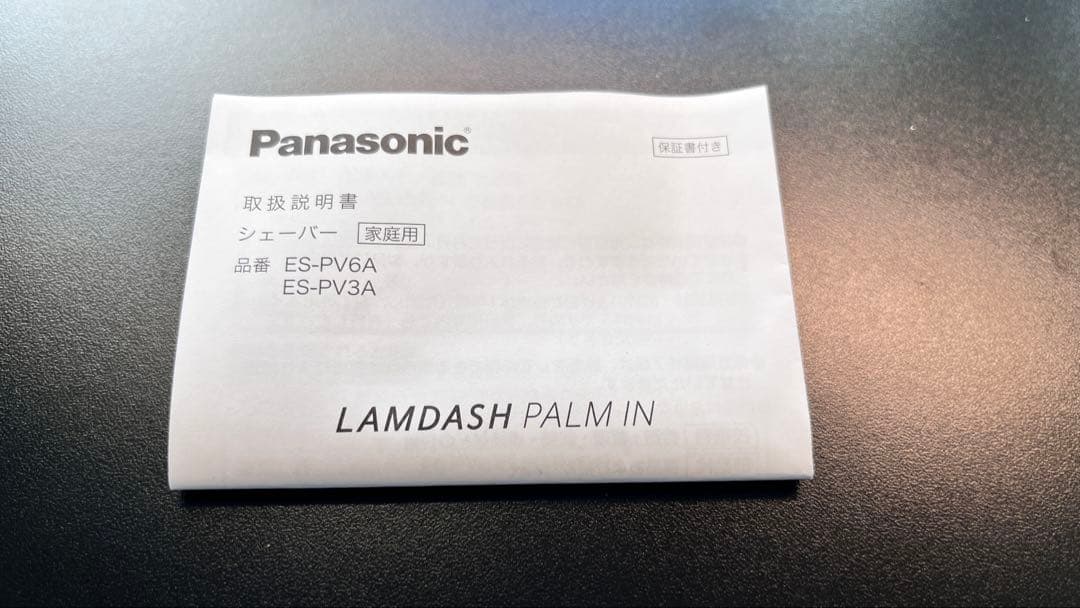 Panasonic®
保証書付き
取扱説明書
シェーバー 家庭用
品番 ES-PV6A
ES-PV3A
LAMDASH PALM IN